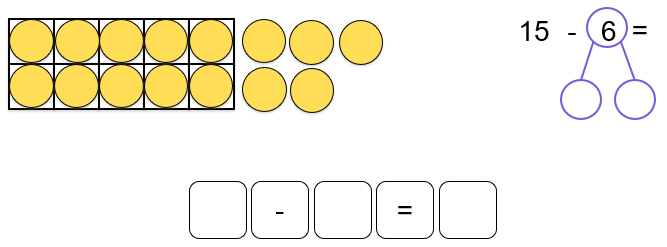 15 - 6 =
- =